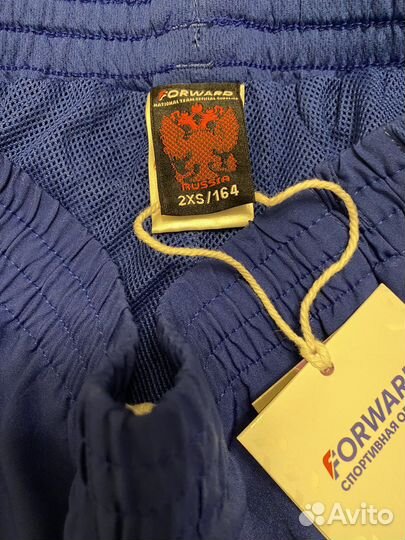 FORWARD
NATIONAL TEAM OFFICIAL SUPPLIER
RUSSIA
2XS/164
FORWARD
СПОРТИВНАЯ О
Avito